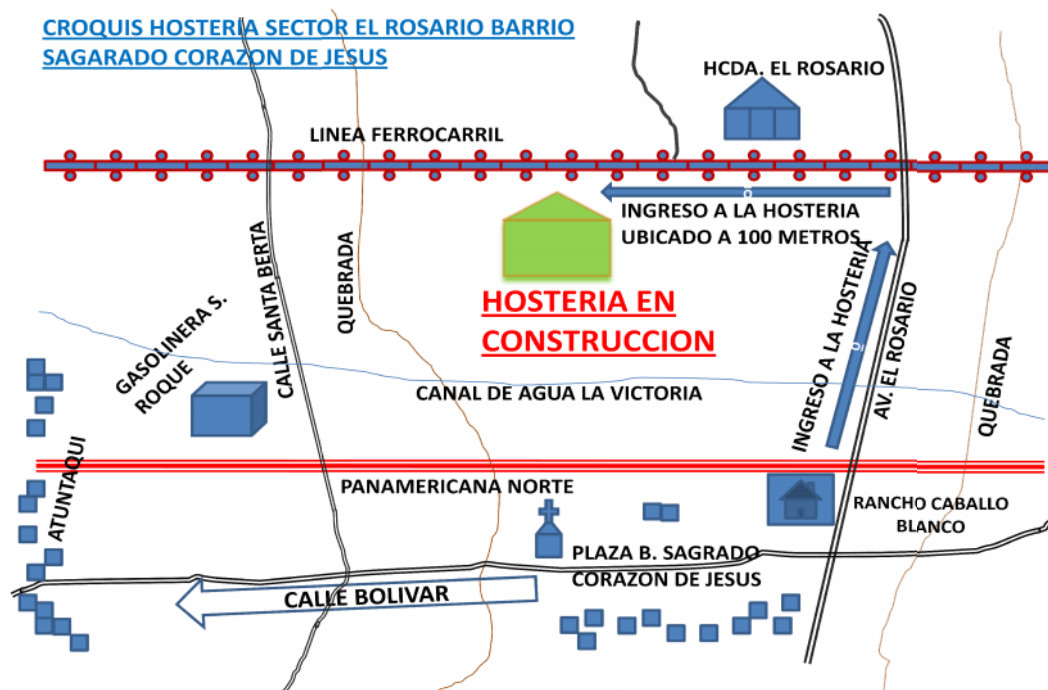 CROQUIS HOSTERIA SECTOR EL ROSARIO BARRIO
SAGARADO CORAZON DE JESUS
HCDA. EL ROSARIO
LINEA FERROCARRIL
INGRESO A LA HOSTERIA
UBICADO A 100 METROS
CALLE SANTA BERTA
QUEBRADA
HOSTERIA EN
CONSTRUCCION
INGRESO A LA HOSTERIA
AV. EL ROSARIO
QUEBRADA
GASOLINERA S.
ROQUE
CANAL DE AGUA LA VICTORIA
ATUNTAQUI
PANAMERICANA NORTE
RANCHO CABALLO
BLANCO
PLAZA B. SAGRADO
CORAZON DE JESUS
CALLE BOLIVAR